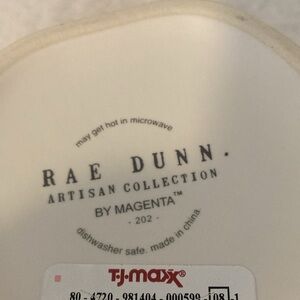 may get hot in microwave
RAE DUNN.
ARTISAN COLLECTION
BY MAGENTA™
- 202 -
dishwasher safe. made in china
TJ-maxx®
80 - 4720 - 981404 - 000599 - 08 - 1